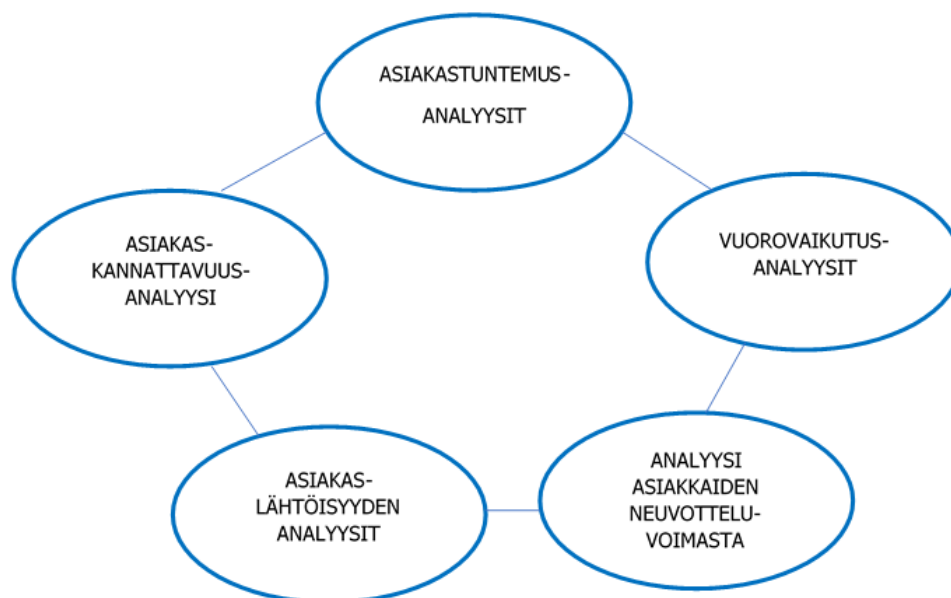 ASIAKASTUNTEMUS-
ANALYYSIT
ASIAKAS-
KANNATTAVUUS-
ANALYYSI
VUOROVAIKUTUS-
ANALYYSIT
ASIAKAS-
LÄHTÖISYYDEN
ANALYYSIT
ANALYYSI
ASIAKKAIDEN
NEUVOTTELU-
VOIMASTA